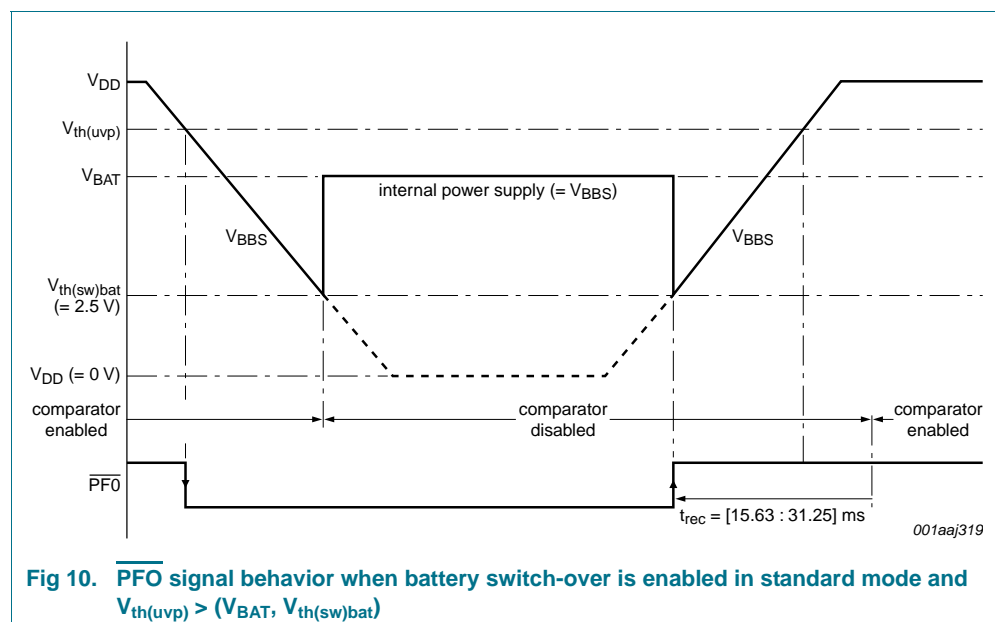 VDD
Vth(uvp)
VBAT
internal power supply (= VBBS)
VBBS
VBBS
Vth(sw)bat
(= 2.5 V)
VDD (= 0 V)
comparator
enabled
comparator
disabled
comparator
enabled
PF0
trec = [15.63 : 31.25] ms
001aaj319
Fig 10. PFO signal behavior when battery switch-over is enabled in standard mode and
Vth(uvp) > (VBAT, Vth(sw)bat)